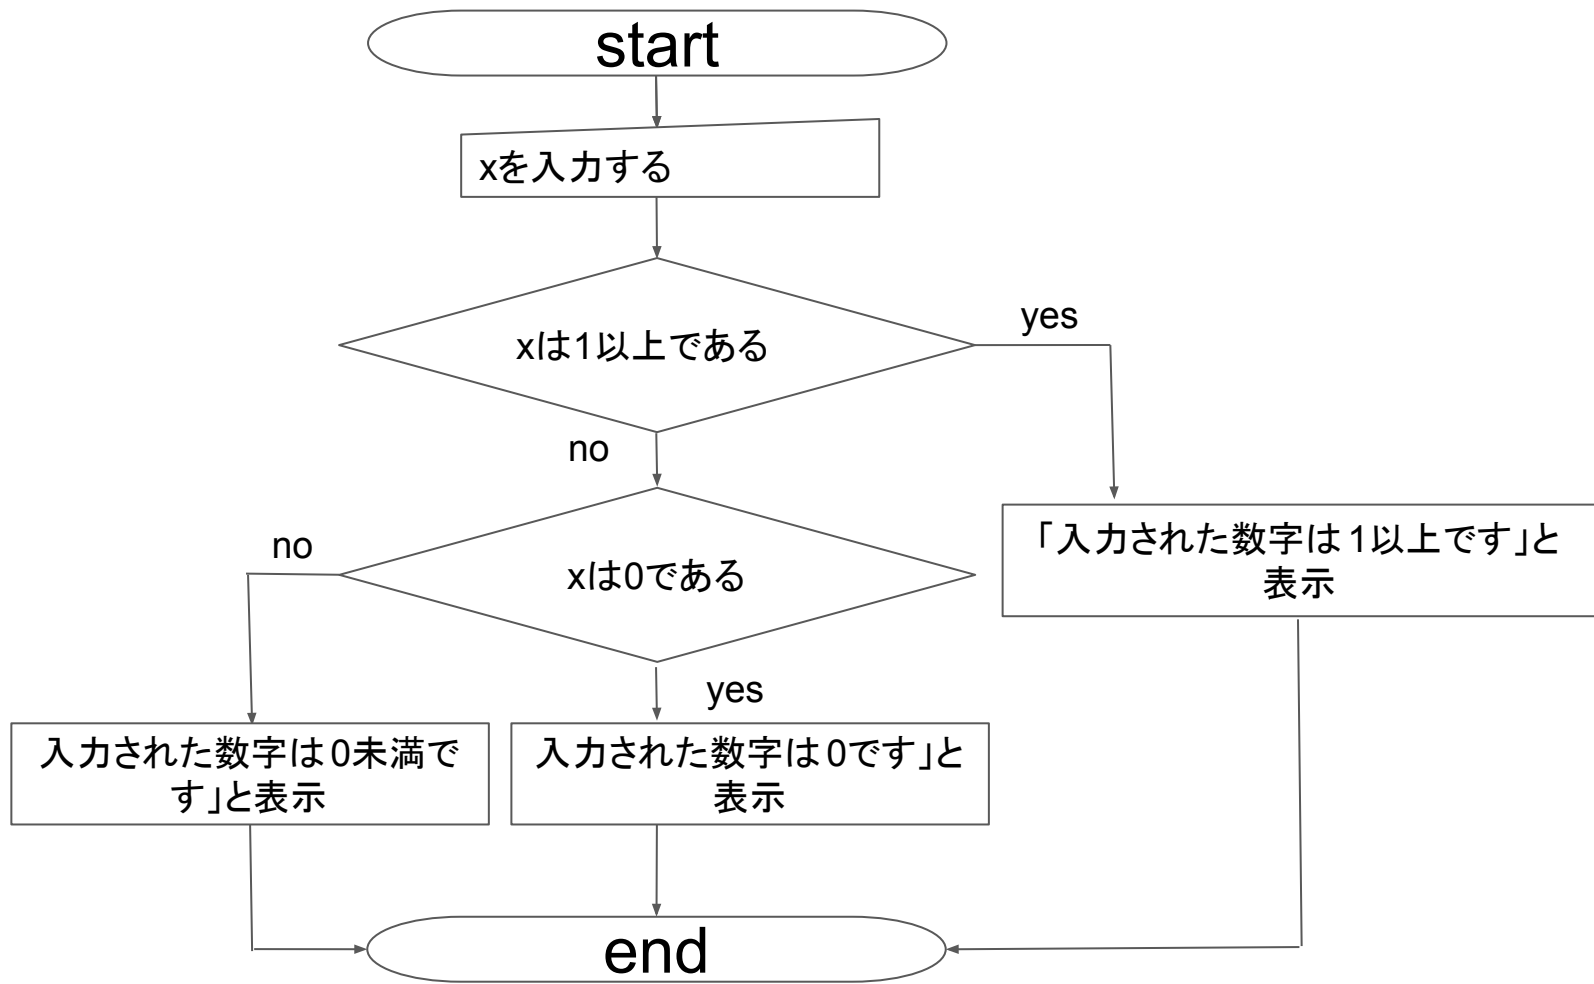 start
xを入力する
xは1以上である
yes
no
「入力された数字は1以上です」と
表示
xは0である
no
yes
入力された数字は0未満で
す」と表示
入力された数字は0です」と
表示
end